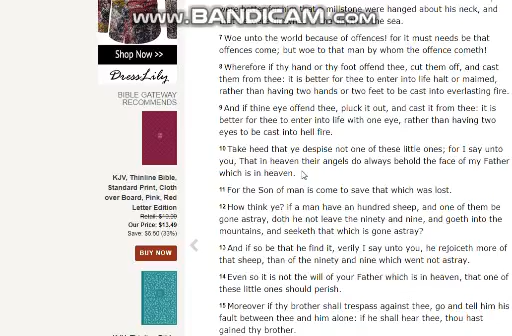 www.BANDICAM.com
a millstone were hanged about his neck, and
the sea.
7 Woe unto the world because of offences! for it must needs be that
offences come; but woe to that man by whom the offence cometh!
8 Wherefore if thy hand or thy foot offend thee, cut them off, and cast
them from thee: it is better for thee to enter into life halt or maimed,
rather than having two hands or two feet to be cast into everlasting fire.
9 And if thine eye offend thee, pluck it out, and cast it from thee: it is
better for thee to enter into life with one eye, rather than having two
eyes to be cast into hell fire.
10 Take heed that ye despise not one of these little ones; for I say unto
you, That in heaven their angels do always behold the face of my Father
which is in heaven.
11 For the Son of man is come to save that which was lost.
12 How think ye? if a man have an hundred sheep, and one of them be
gone astray, doth he not leave the ninety and nine, and goeth into the
mountains, and seeketh that which is gone astray?
13 And if so be that he find it, verily I say unto you, he rejoiceth more of
that sheep, than of the ninety and nine which went not astray.
14 Even so it is not the will of your Father which is in heaven, that one of
these little ones should perish.
15 Moreover if thy brother shall trespass against thee, go and tell him his
fault between thee and him alone: if he shall hear thee, thou hast
gained thy brother.
Shop Now >>
DressLily
BIBLE GATEWAY
RECOMMENDS
KJV, Thinline Bible,
Standard Print, Cloth
over Board, Pink, Red
Letter Edition
Retail: $19.99
Our Price: $13.49
Save: $6.50 (33%)
BUY NOW
KJV, Thinline Bible,